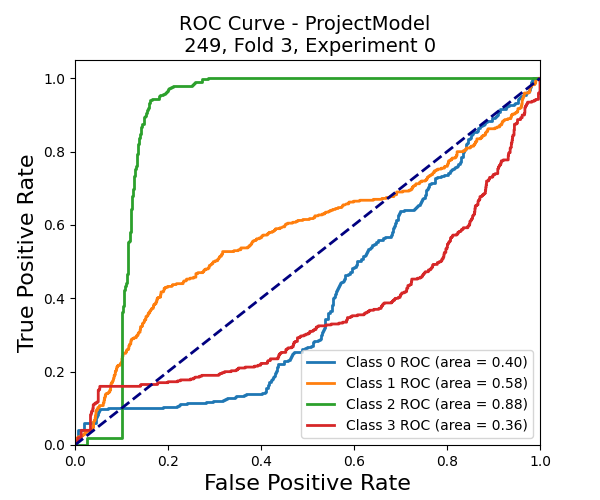 ROC Curve - ProjectModel
249, Fold 3, Experiment 0
True Positive Rate
1.0
0.8
0.6
0.4
0.2
0.0
Class 0 ROC (area = 0.40)
Class 1 ROC (area = 0.58)
Class 2 ROC (area = 0.88)
Class 3 ROC (area = 0.36)
0.0 0.2 0.4 0.6 0.8 1.0
False Positive Rate